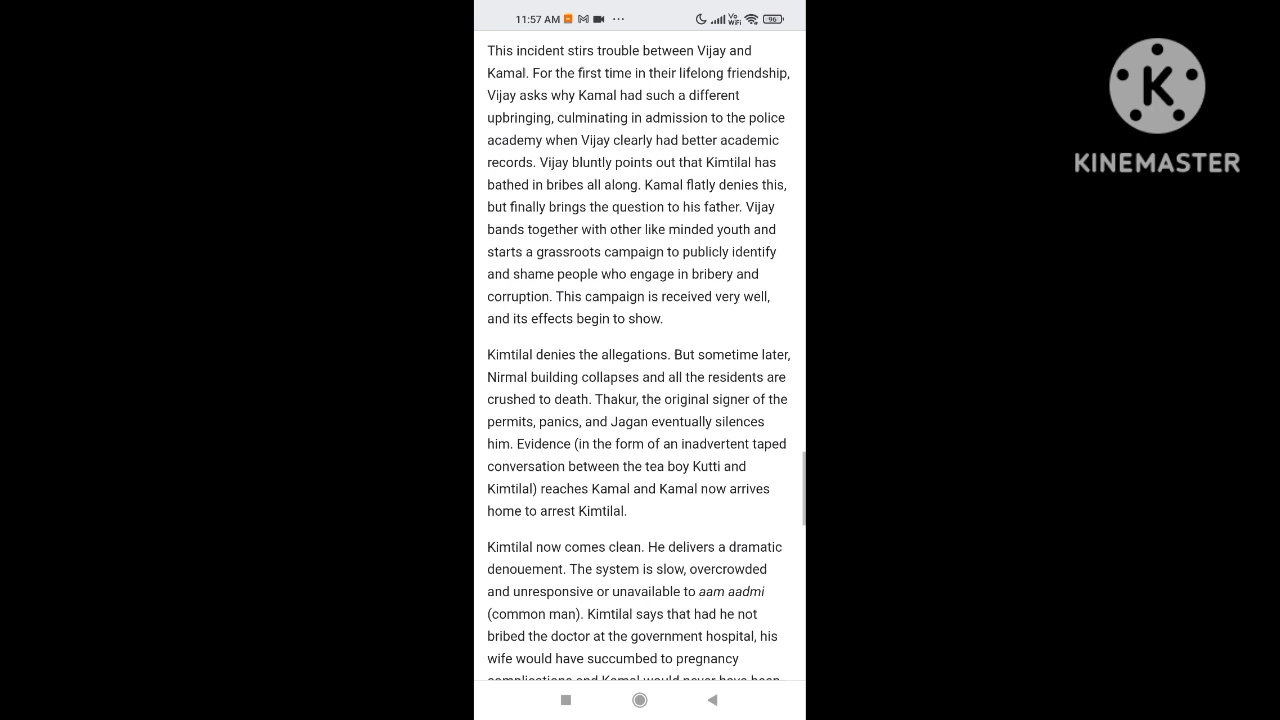 11:57 AM ...
Vo
WiFi
96
This incident stirs trouble between Vijay and
Kamal. For the first time in their lifelong friendship,
Vijay asks why Kamal had such a different
upbringing, culminating in admission to the police
academy when Vijay clearly had better academic
records. Vijay bluntly points out that Kimtilal has
bathed in bribes all along. Kamal flatly denies this,
but finally brings the question to his father. Vijay
bands together with other like minded youth and
starts a grassroots campaign to publicly identify
and shame people who engage in bribery and
corruption. This campaign is received very well,
and its effects begin to show.
Kimtilal denies the allegations. But sometime later,
Nirmal building collapses and all the residents are
crushed to death. Thakur, the original signer of the
permits, panics, and Jagan eventually silences
him. Evidence (in the form of an inadvertent taped
conversation between the tea boy Kutti and
Kimtilal) reaches Kamal and Kamal now arrives
home to arrest Kimtilal.
Kimtilal now comes clean. He delivers a dramatic
denouement. The system is slow, overcrowded
and unresponsive or unavailable to aam aadmi
(common man). Kimtilal says that had he not
bribed the doctor at the government hospital, his
wife would have succumbed to pregnancy
complications and Kamal would never have been
K
KINEMASTER